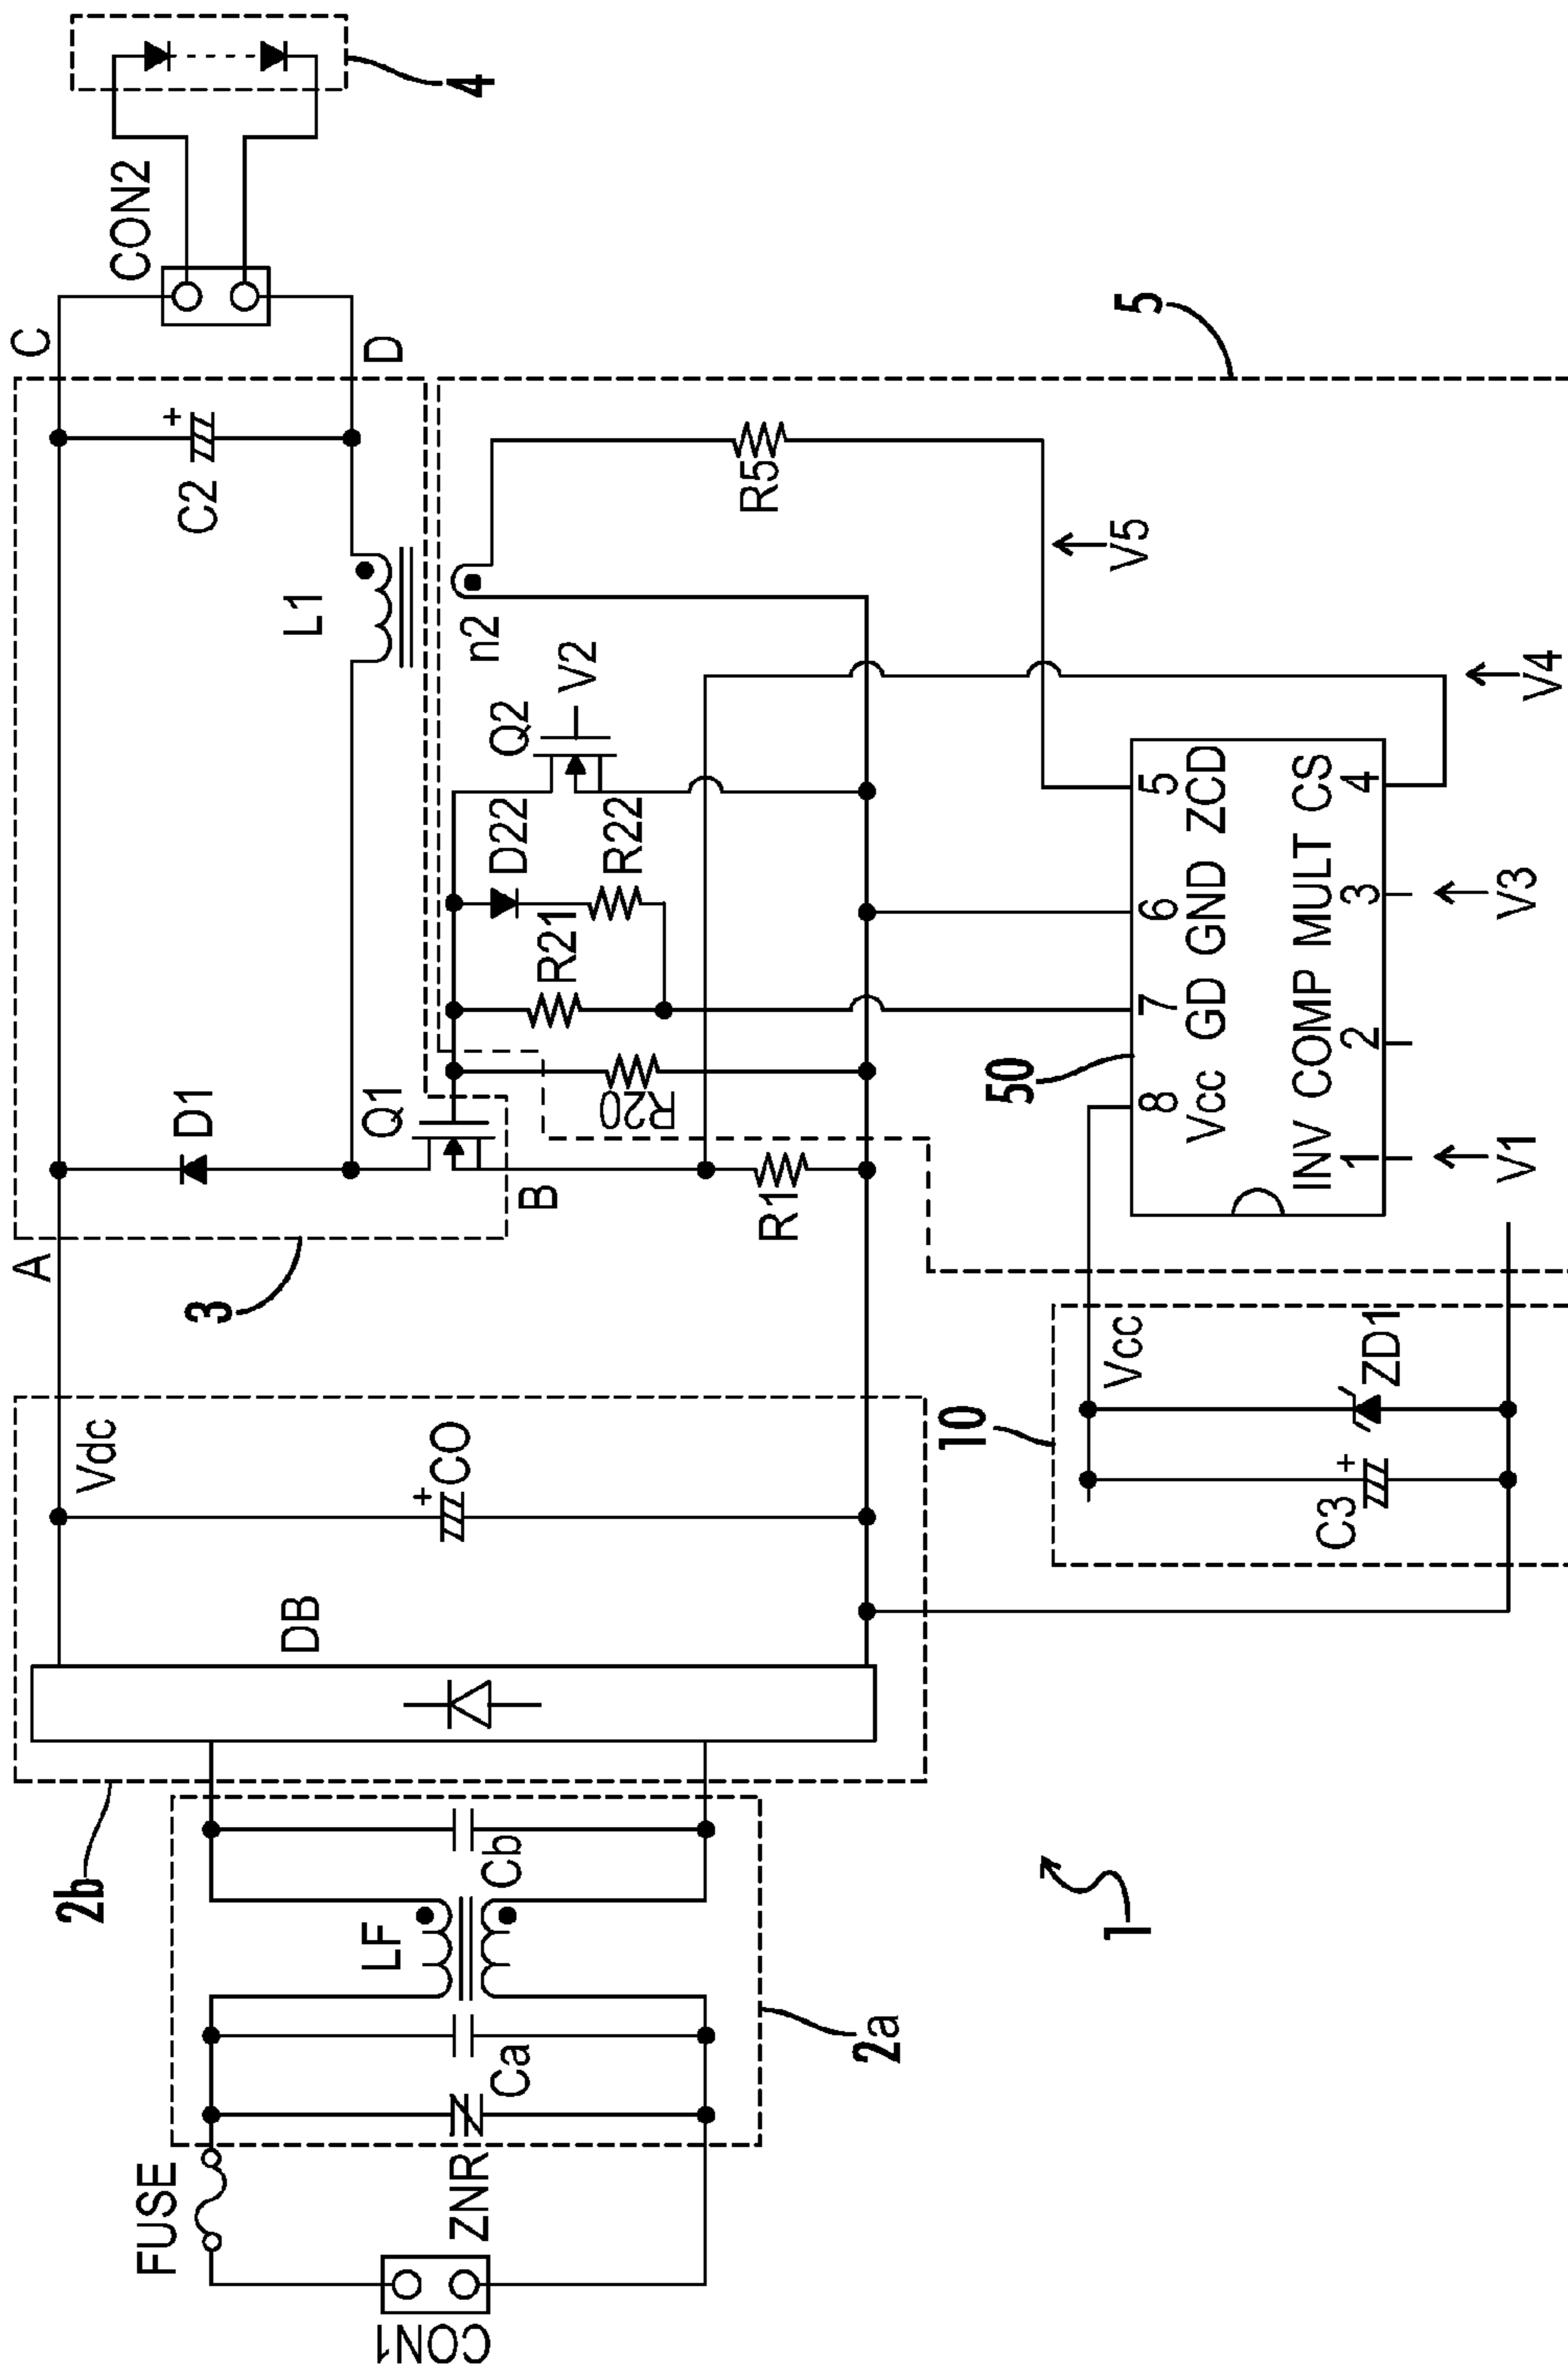 FUSE
CON1
ZNR
Ca
LF
Cb
2a
2b
DB
Vdc
CO
A
3
D1
Q1
B
R1
R20
R21
D22
R22
Q2
V2
L1
n2
C2
C
D
CON2
4
R5
V5
5
50
8 7 6 5
Vcc GD GND ZCD
INV COMP MULT CS
1 2 3 4
V1
V3
V4
10
Vcc
C3
ZD1
1